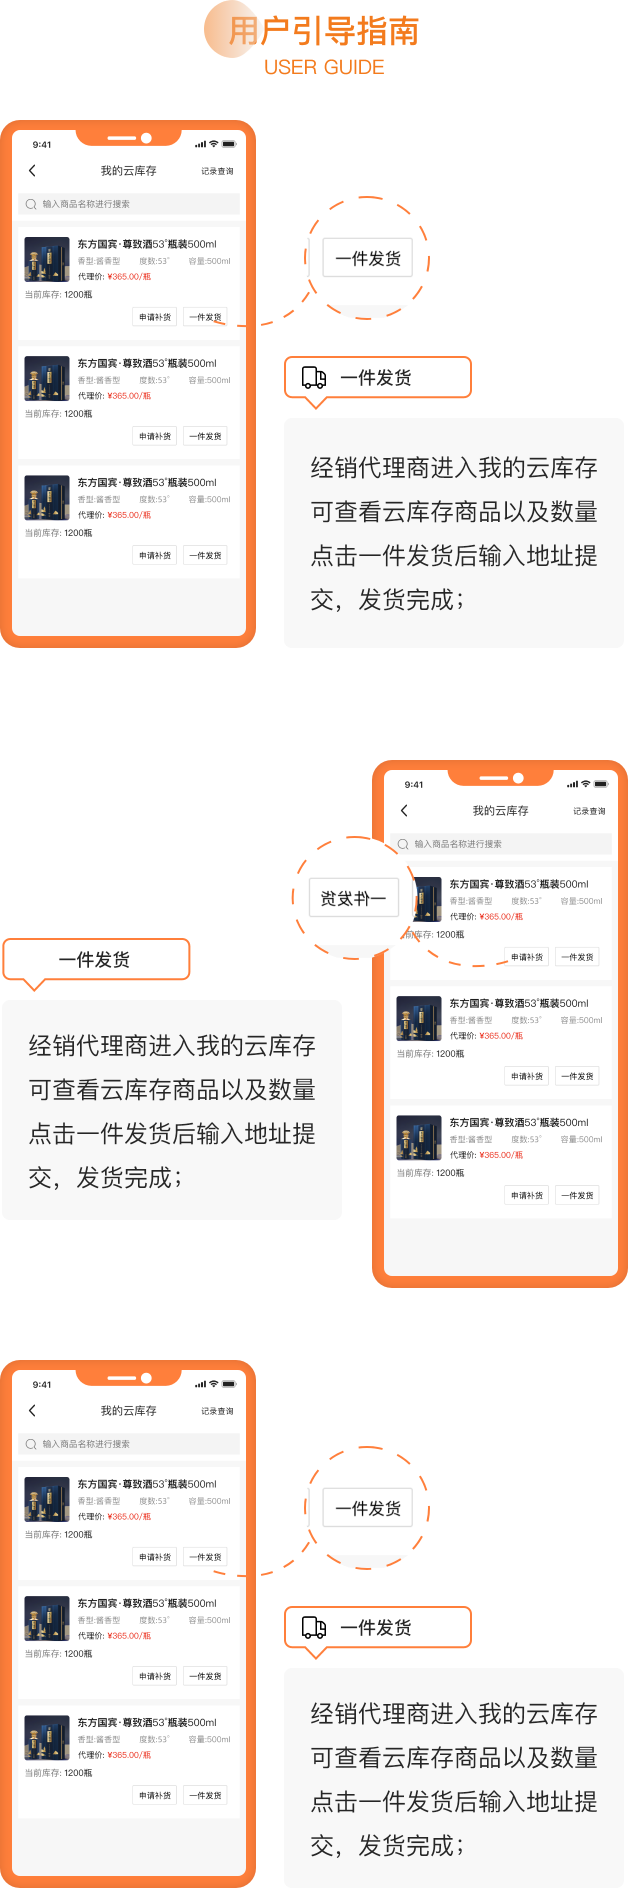 用户引导指南
USER GUIDE
9:41
我的云库存
记录查询
输入商品名称进行搜索
东方国宾·尊致酒53°瓶装500ml
香型:酱香型 度数:53° 容量:500ml
代理价: ¥365.00/瓶
当前库存: 1200瓶
申请补货 一件发货
东方国宾·尊致酒53°瓶装500ml
香型:酱香型 度数:53° 容量:500ml
代理价: ¥365.00/瓶
当前库存: 1200瓶
申请补货 一件发货
东方国宾·尊致酒53°瓶装500ml
香型:酱香型 度数:53° 容量:500ml
代理价: ¥365.00/瓶
当前库存: 1200瓶
申请补货 一件发货
一件发货
一件发货
经销代理商进入我的云库存
可查看云库存商品以及数量
点击一件发货后输入地址提
交，发货完成；
9:41
我的云库存
记录查询
输入商品名称进行搜索
东方国宾·尊致酒53°瓶装500ml
香型:酱香型 度数:53° 容量:500ml
代理价: ¥365.00/瓶
当前库存: 1200瓶
申请补货 一件发货
东方国宾·尊致酒53°瓶装500ml
香型:酱香型 度数:53° 容量:500ml
代理价: ¥365.00/瓶
当前库存: 1200瓶
申请补货 一件发货
东方国宾·尊致酒53°瓶装500ml
香型:酱香型 度数:53° 容量:500ml
代理价: ¥365.00/瓶
当前库存: 1200瓶
申请补货 一件发货
一件发货
一件发货
经销代理商进入我的云库存
可查看云库存商品以及数量
点击一件发货后输入地址提
交，发货完成；
9:41
我的云库存
记录查询
输入商品名称进行搜索
东方国宾·尊致酒53°瓶装500ml
香型:酱香型 度数:53° 容量:500ml
代理价: ¥365.00/瓶
当前库存: 1200瓶
申请补货 一件发货
东方国宾·尊致酒53°瓶装500ml
香型:酱香型 度数:53° 容量:500ml
代理价: ¥365.00/瓶
当前库存: 1200瓶
申请补货 一件发货
东方国宾·尊致酒53°瓶装500ml
香型:酱香型 度数:53° 容量:500ml
代理价: ¥365.00/瓶
当前库存: 1200瓶
申请补货 一件发货
一件发货
一件发货
经销代理商进入我的云库存
可查看云库存商品以及数量
点击一件发货后输入地址提
交，发货完成；